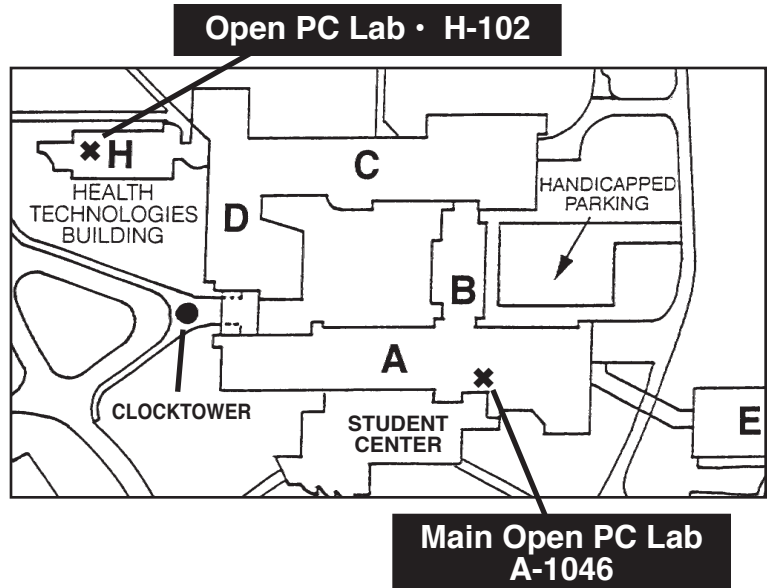 Open PC Lab • H-102
H
HEALTH
TECHNOLOGIES
BUILDING
C
HANDICAPPED
PARKING
D
B
A
CLOCKTOWER
STUDENT
CENTER
E
Main Open PC Lab
A-1046